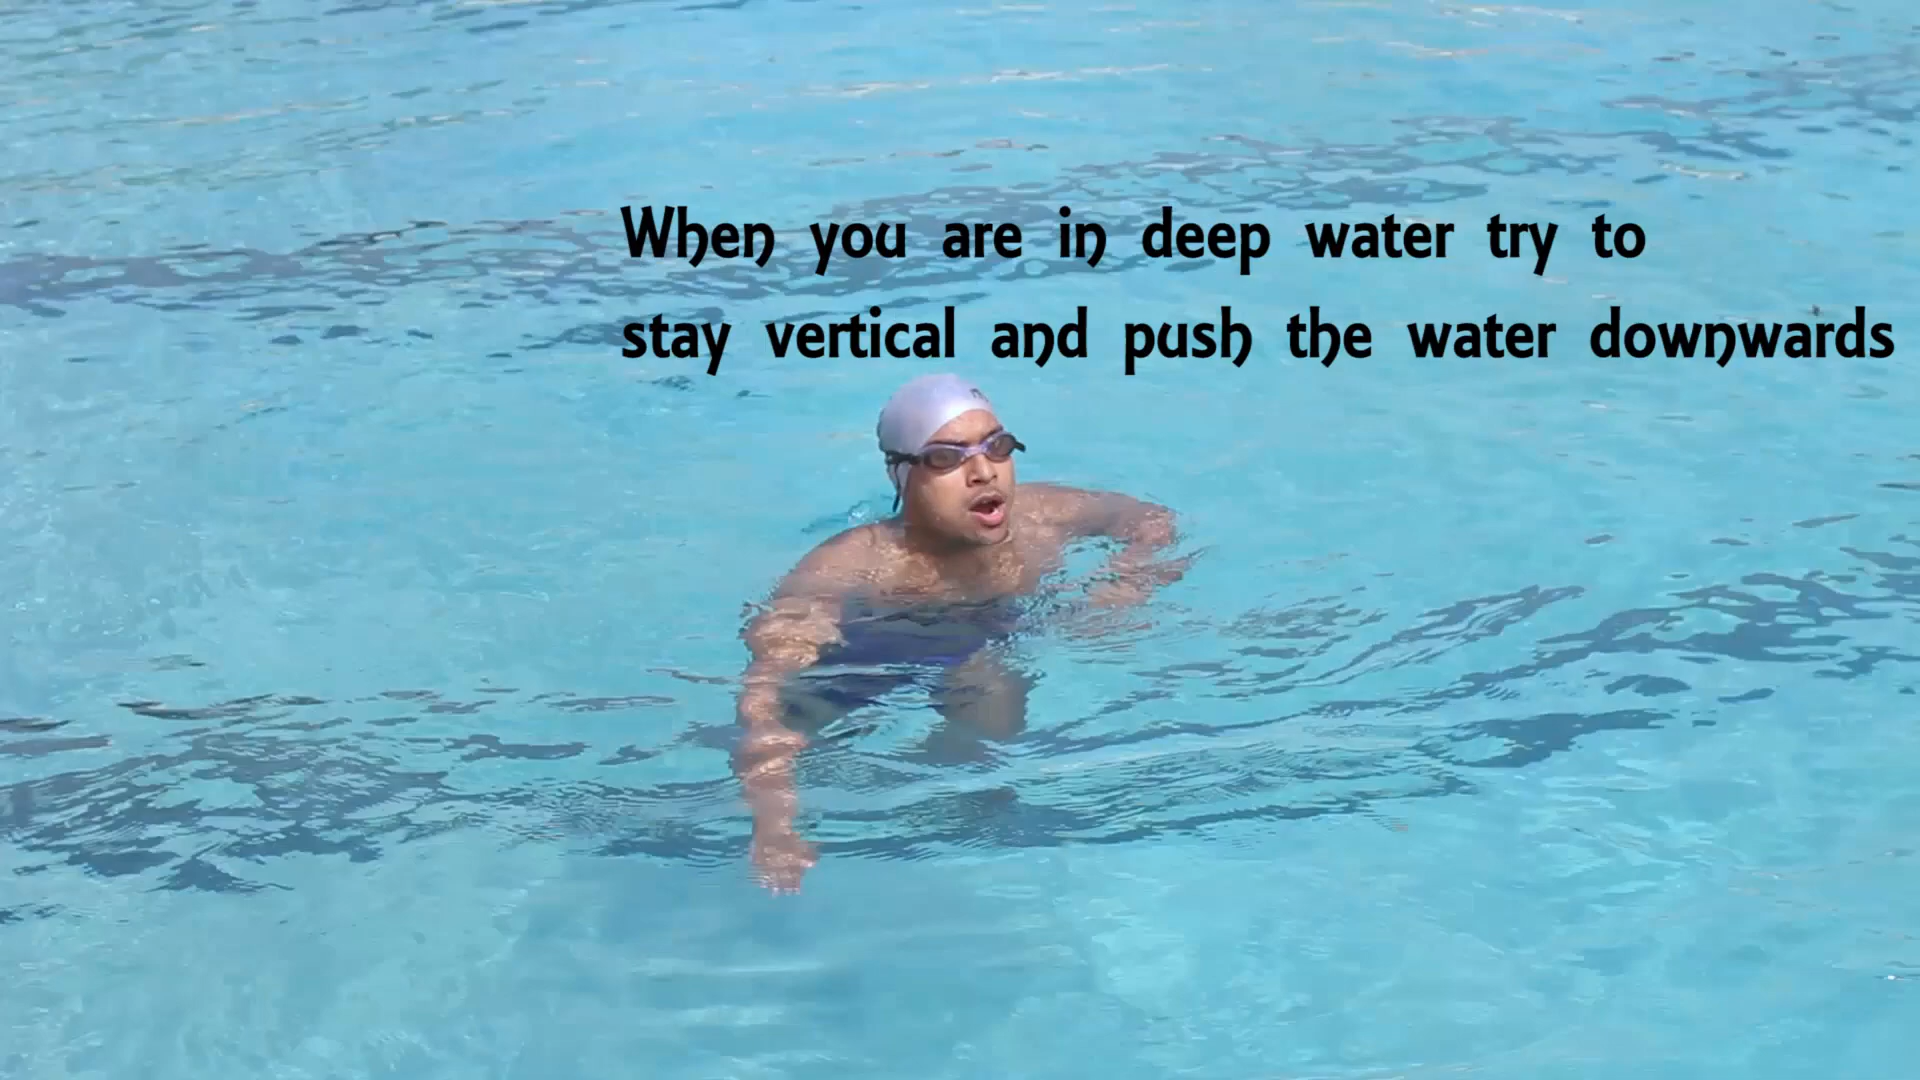 When you are in deep water try to
stay vertical and push the water downwards